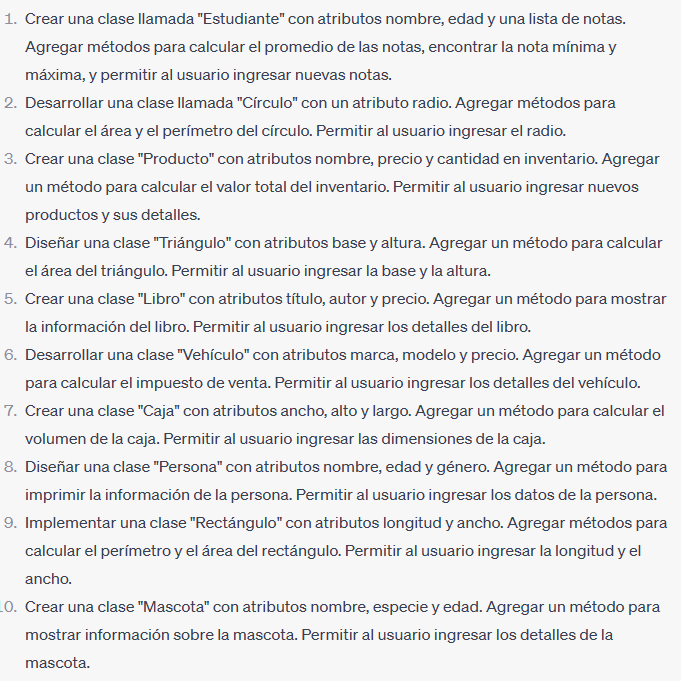 1. Crear una clase llamada "Estudiante" con atributos nombre, edad y una lista de notas.
Agregar métodos para calcular el promedio de las notas, encontrar la nota mínima y
máxima, y permitir al usuario ingresar nuevas notas.
2. Desarrollar una clase llamada "Círculo" con un atributo radio. Agregar métodos para
calcular el área y el perímetro del círculo. Permitir al usuario ingresar el radio.
3. Crear una clase "Producto" con atributos nombre, precio y cantidad en inventario. Agregar
un método para calcular el valor total del inventario. Permitir al usuario ingresar nuevos
productos y sus detalles.
4. Diseñar una clase "Triángulo" con atributos base y altura. Agregar un método para calcular
el área del triángulo. Permitir al usuario ingresar la base y la altura.
5. Crear una clase "Libro" con atributos título, autor y precio. Agregar un método para mostrar
la información del libro. Permitir al usuario ingresar los detalles del libro.
6. Desarrollar una clase "Vehículo" con atributos marca, modelo y precio. Agregar un método
para calcular el impuesto de venta. Permitir al usuario ingresar los detalles del vehículo.
7. Crear una clase "Caja" con atributos ancho, alto y largo. Agregar un método para calcular el
volumen de la caja. Permitir al usuario ingresar las dimensiones de la caja.
8. Diseñar una clase "Persona" con atributos nombre, edad y género. Agregar un método para
imprimir la información de la persona. Permitir al usuario ingresar los datos de la persona.
9. Implementar una clase "Rectángulo" con atributos longitud y ancho. Agregar métodos para
calcular el perímetro y el área del rectángulo. Permitir al usuario ingresar la longitud y el
ancho.
10. Crear una clase "Mascota" con atributos nombre, especie y edad. Agregar un método para
mostrar información sobre la mascota. Permitir al usuario ingresar los detalles de la
mascota.